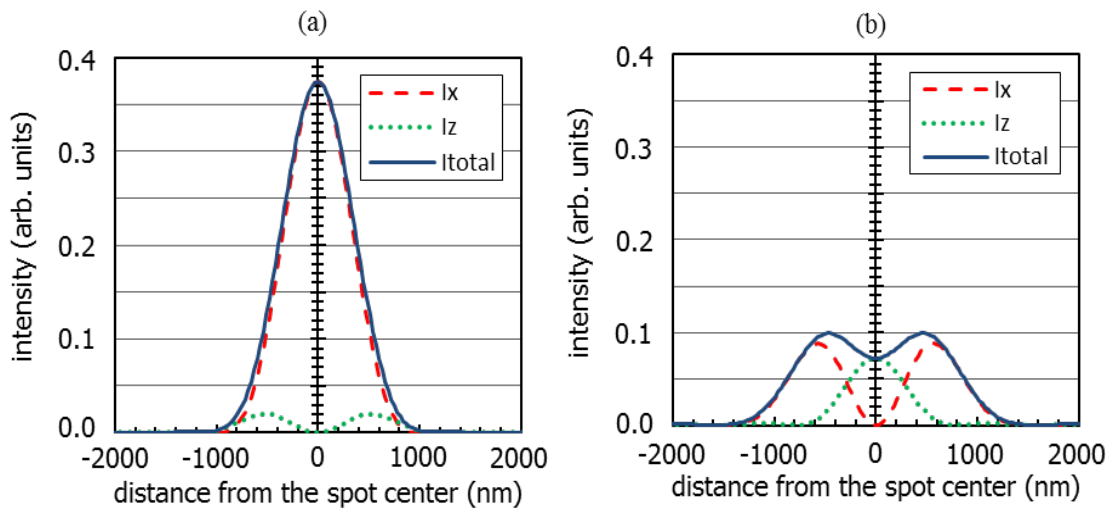 (a)
0.4
0.3
0.2
0.1
0.0
intensity (arb. units)
Ix
Iz
Itotal
-2000 -1000 0 1000 2000
distance from the spot center (nm)
(b)
0.4
0.3
0.2
0.1
0.0
intensity (arb. units)
Ix
Iz
Itotal
-2000 -1000 0 1000 2000
distance from the spot center (nm)